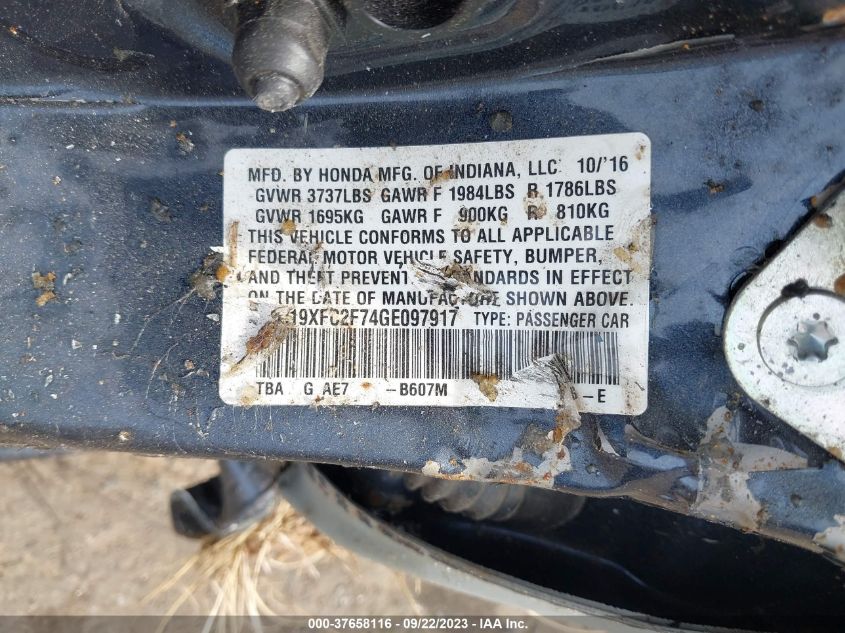 MFD. BY HONDA MFG. OF INDIANA, LLC 10/'16
GVWR 3737LBS GAWR F 1984LBS R 1786LBS
GVWR 1695KG GAWR F 900KG R 810KG
THIS VEHICLE CONFORMS TO ALL APPLICABLE
FEDERAL MOTOR VEHICLE SAFETY, BUMPER,
AND THEFT PREVENT STANDARDS IN EFFECT
ON THE DATE OF MANUFACTURE SHOWN ABOVE.
19XFC2F74GE097917 TYPE: PASSENGER CAR
TBA G AE7 -B607M -E
000-37658116 - 09/22/2023 - IAA Inc.